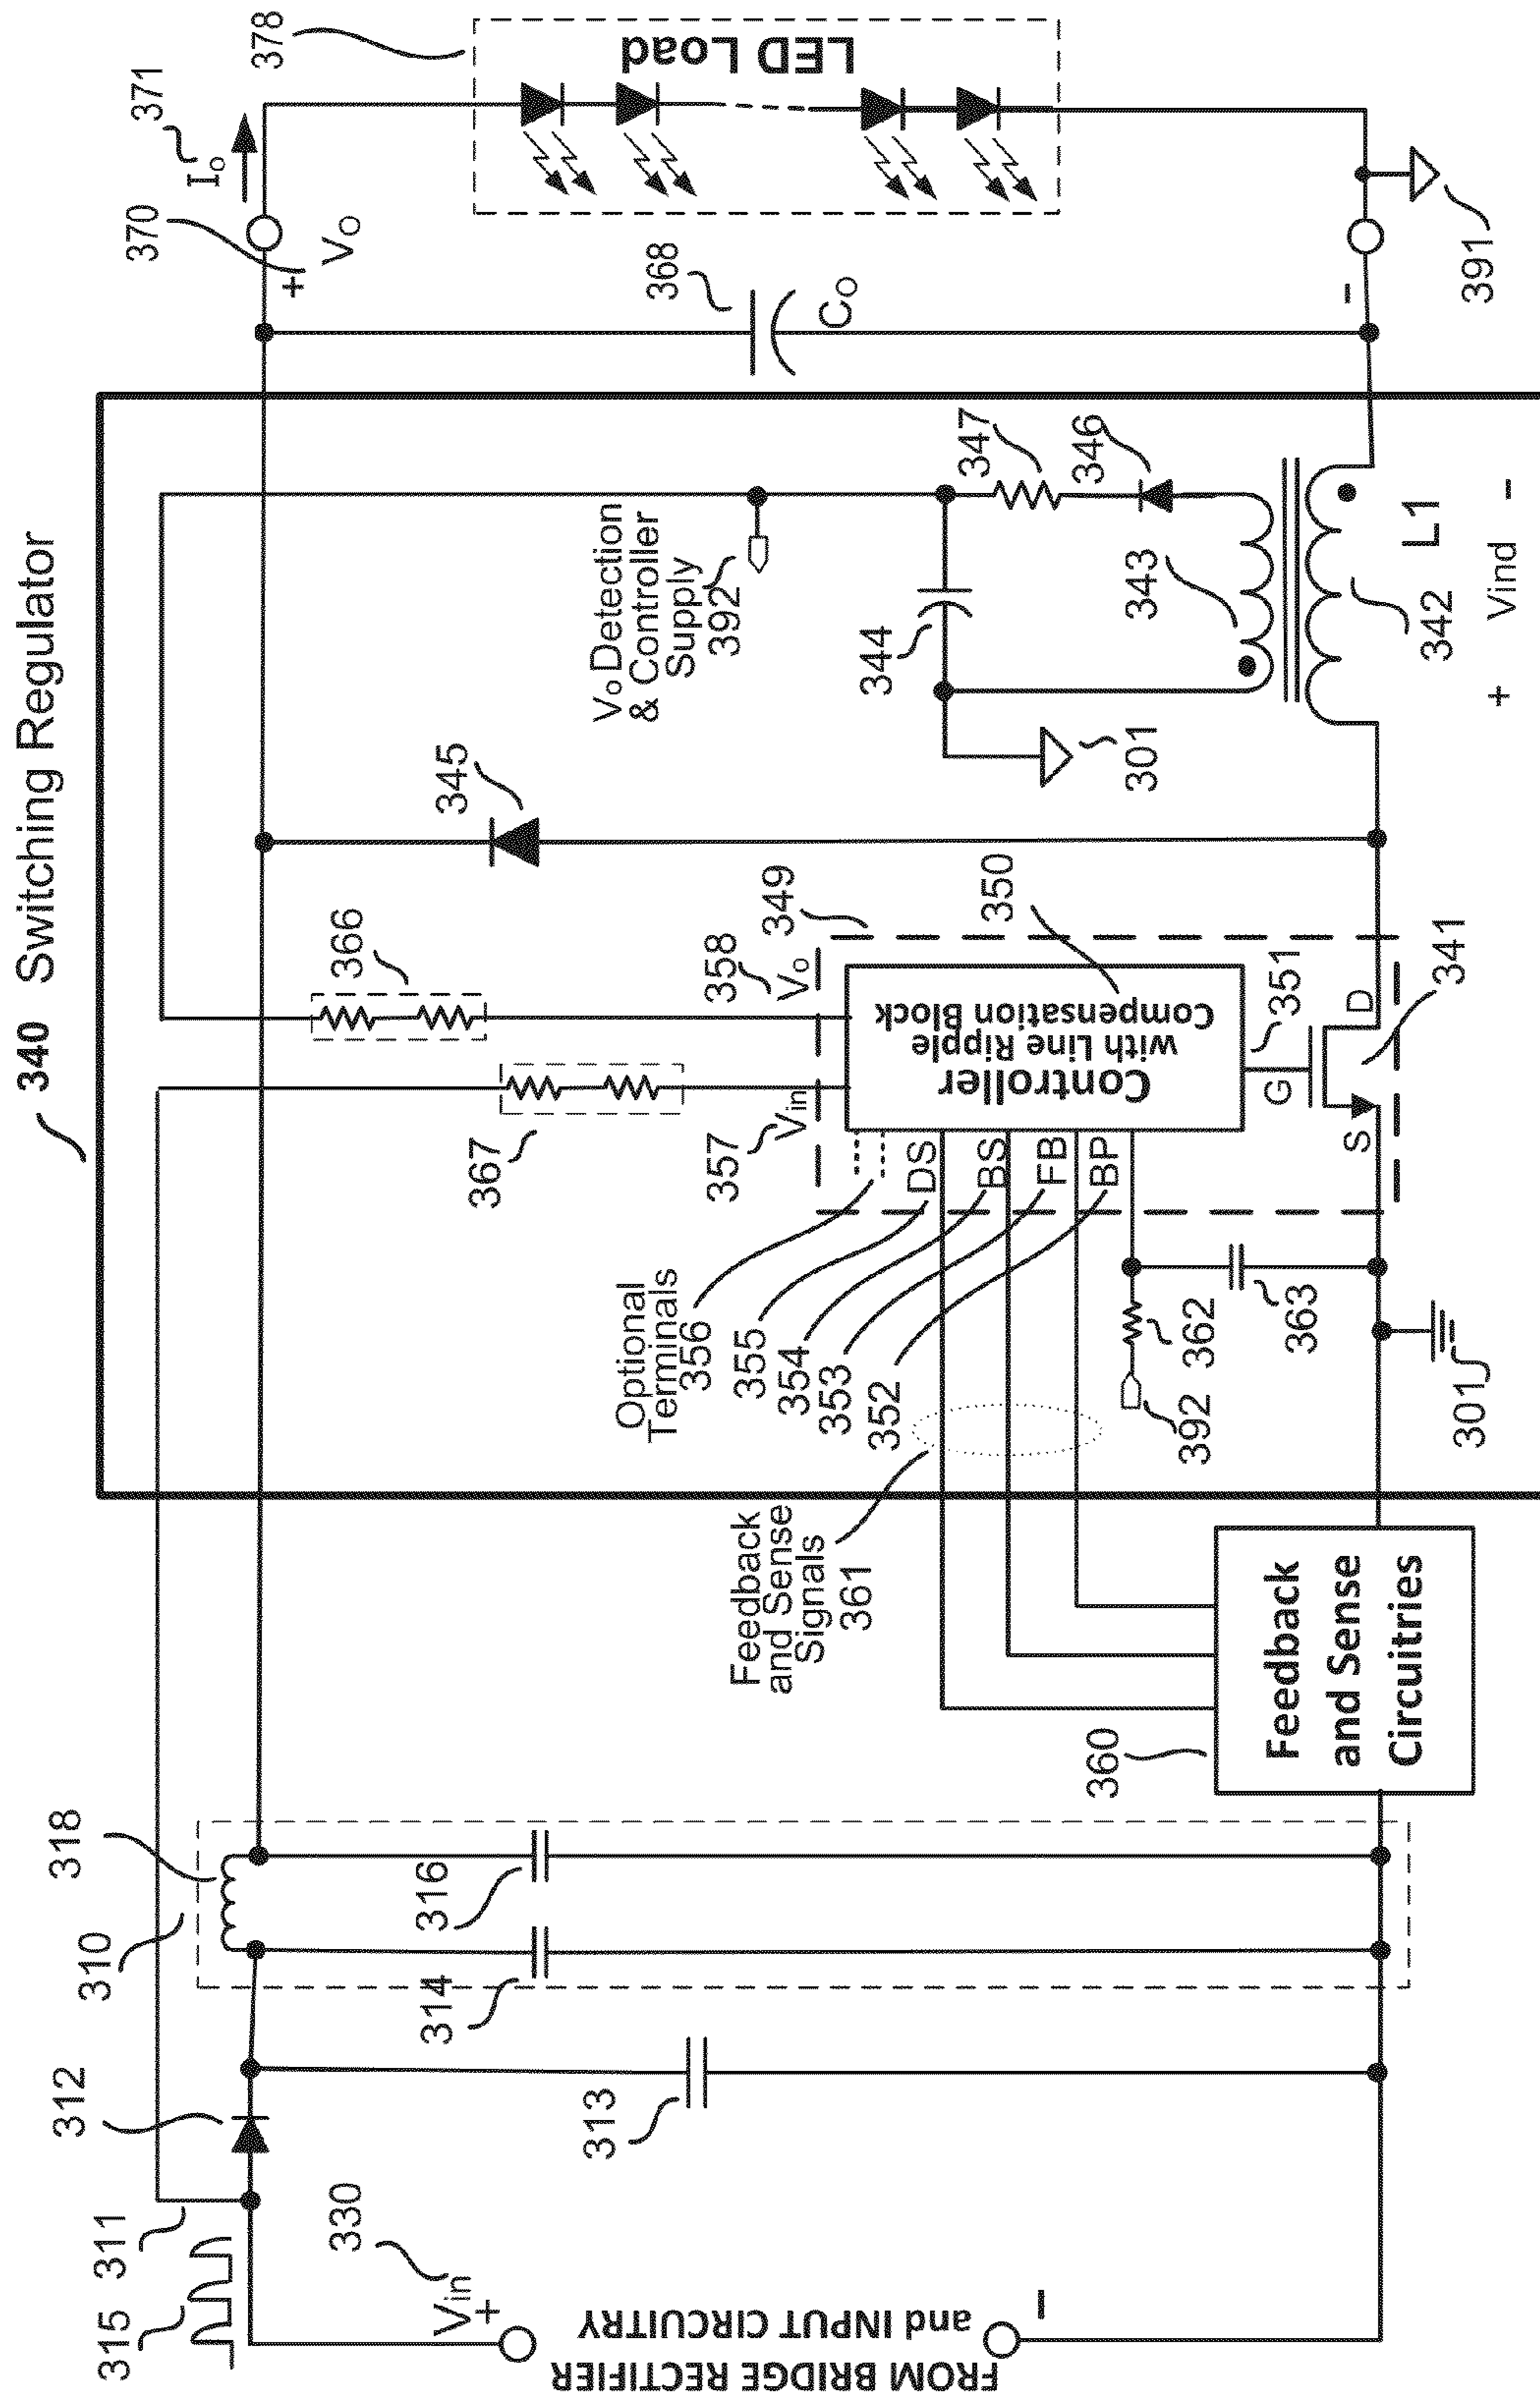 340 Switching Regulator
315
311
312
310
318
Vin
+
330
FROM BRIDGE RECTIFIER
and INPUT CIRCUITRY
-
313
314
316
360
Feedback
and Sense
Circuitries
Feedback
and Sense
Signals
361
367
366
Optional
Terminals
356
355
354
353
352
392
362
363
301
357
Vin
358
Vo
349
DS
BS
FB
BP
Controller
with Line Ripple
Compensation Block
350
351
G
S
D
341
345
Vo Detection
& Controller
Supply
392
344
301
347
346
343
342
L1
+ Vind -
368
Co
370
+
Vo
Io
371
-
378
LED Load
391